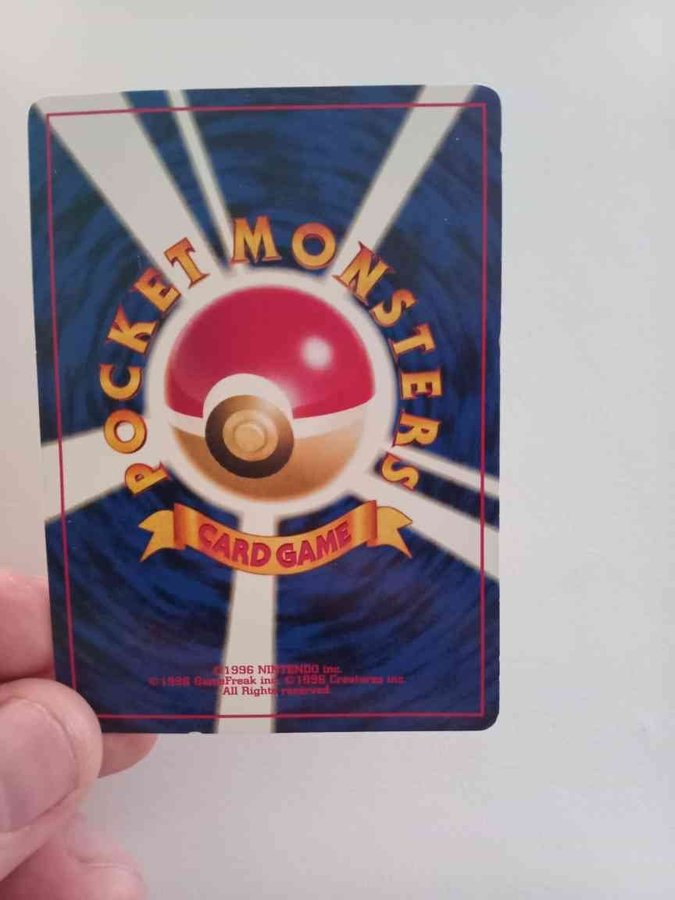 POCKET MONSTERS
CARD GAME
©1996 NINTENDO inc.
©1996 GameFreak inc. ©1996 Creatures inc.
All Rights reserved.